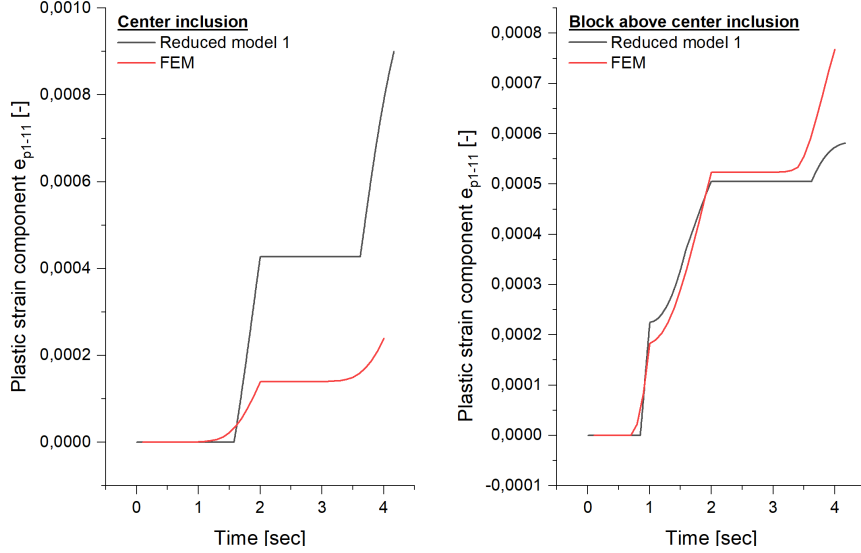 Center inclusion
Reduced model 1
FEM
0,0010
0,0008
0,0006
0,0004
0,0002
0,0000
Plastic strain component e_p1-11 [-]
0 1 2 3 4
Time [sec]
Block above center inclusion
Reduced model 1
FEM
0,0008
0,0007
0,0006
0,0005
0,0004
0,0003
0,0002
0,0001
0,0000
-0,0001
Plastic strain component e_p1-11 [-]
0 1 2 3 4
Time [sec]